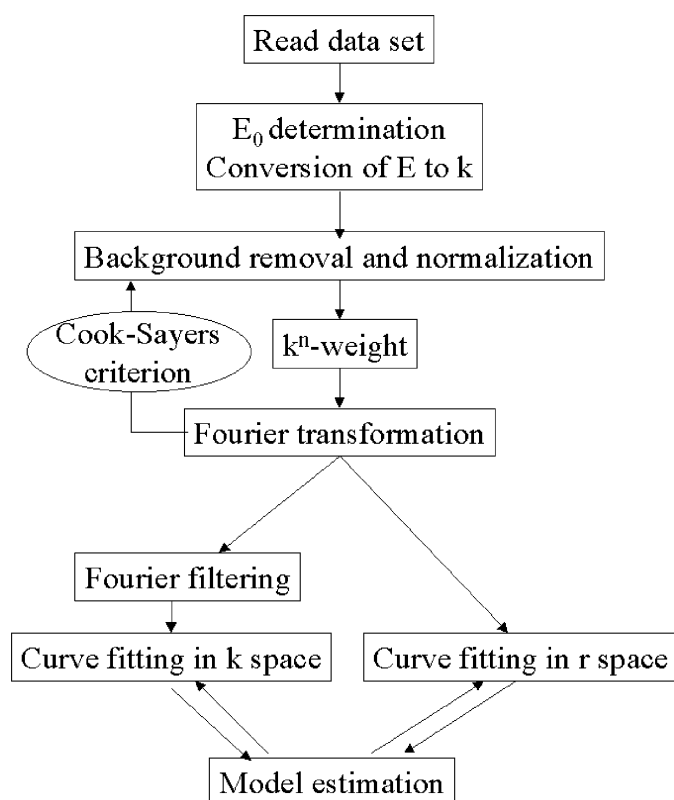 Read data set
E₀ determination
Conversion of E to k
Background removal and normalization
Cook-Sayers
criterion
kⁿ-weight
Fourier transformation
Fourier filtering
Curve fitting in k space
Curve fitting in r space
Model estimation